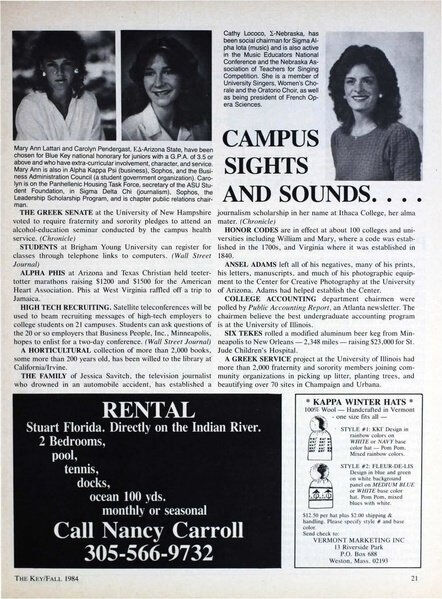 Cathy Lococo, Σ-Nebraska, has
been social chairman for Sigma Al-
pha Iota (music) and is also active
in the Music Educators National
Conference and the Nebraska As-
sociation of Teachers for Singing
Competition. She is a member of
University Singers, Women's Cho-
rale and the Oratorio Choir, as well
as being president of French Op-
era Sciences.
Mary Ann Lattari and Carolyn Pendergast, ΕΔ-Arizona State, have been
chosen for Blue Key national honorary for juniors with a G.P.A. of 3.5 or
above and who have extra-curricular involvement, character, and service.
Mary Ann is also in Alpha Kappa Psi (business), Sophos, and the Busi-
ness Administration Council (a student government organization). Caro-
lyn is on the Panhellenic Housing Task Force, secretary of the ASU Stu-
dent Foundation, in Sigma Delta Chi (journalism), Sophos, the
Leadership Scholarship Program, and is chapter public relations chair-
man.
CAMPUS
SIGHTS
AND SOUNDS. . . .
THE GREEK SENATE at the University of New Hampshire
voted to require fraternity and sorority pledges to attend an
alcohol-education seminar conducted by the campus health
service. (Chronicle)
STUDENTS at Brigham Young University can register for
classes through telephone links to computers. (Wall Street
Journal)
ALPHA PHIS at Arizona and Texas Christian held teeter-
totter marathons raising $1200 and $1500 for the American
Heart Association. Phis at West Virginia raffled off a trip to
Jamaica.
HIGH TECH RECRUITING. Satellite teleconferences will be
used to beam recruiting messages of high-tech employers to
college students on 21 campuses. Students can ask questions of
the 20 or so employers that Business People, Inc., Minneapolis,
hopes to enlist for a two-day conference. (Wall Street Journal)
A HORTICULTURAL collection of more than 2,000 books,
some more than 200 years old, has been willed to the library at
California/Irvine.
THE FAMILY of Jessica Savitch, the television journalist
who drowned in an automobile accident, has established a
journalism scholarship in her name at Ithaca College, her alma
mater. (Chronicle)
HONOR CODES are in effect at about 100 colleges and uni-
versities including William and Mary, where a code was estab-
lished in the 1700s, and Virginia where it was established in
1840.
ANSEL ADAMS left all of his negatives, many of his prints,
his letters, manuscripts, and much of his photographic equip-
ment to the Center for Creative Photography at the University
of Arizona. Adams had helped establish the Center.
COLLEGE ACCOUNTING department chairmen were
polled by Public Accounting Report, an Atlanta newsletter. The
chairmen believe the best undergraduate accounting program
is at the University of Illinois.
SIX TEKES rolled a modified aluminum beer keg from Min-
neapolis to New Orleans — 2,348 miles — raising $23,000 for St.
Jude Children's Hospital.
A GREEK SERVICE project at the University of Illinois had
more than 2,000 fraternity and sorority members joining com-
munity organizations in picking up litter, planting trees, and
beautifying over 70 sites in Champaign and Urbana.
RENTAL
Stuart Florida. Directly on the Indian River.
2 Bedrooms,
pool,
tennis,
docks,
ocean 100 yds.
monthly or seasonal
Call Nancy Carroll
305-566-9732
* KAPPA WINTER HATS *
100% Wool — Handcrafted in Vermont
- one size fits all -
STYLE #1: KKΓ Design in
rainbow colors on
WHITE or NAVY base
color hat — Pom Pom.
Mixed rainbow colors.
STYLE #2: FLEUR-DE-LIS
Design in blue and green
on white background
panel on MEDIUM BLUE
or WHITE base color
hat. Pom Pom, mixed
blues with white.
$12.50 per hat plus $2.00 shipping &
handling. Please specify style # and base
color.
Send check to:
VERMONT MARKETING INC
13 Riverside Park
P.O. Box 688
Weston, Mass. 02193
THE KEY/FALL 1984
21